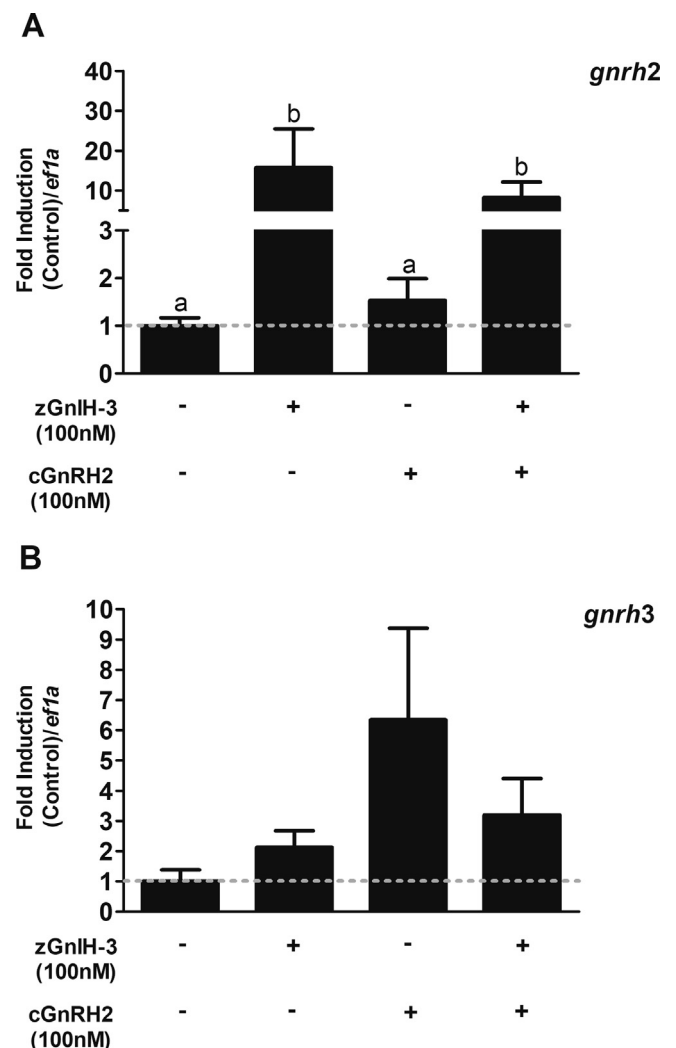 A
gnrh2
40
30
20
10
3
2
1
0
Fold Induction
(Control)/ef1a
a
b
a
b
zGnIH-3
(100nM)
- + - +
cGnRH2
(100nM)
- - + +
B
gnrh3
10
9
8
7
6
5
4
3
2
1
0
Fold Induction
(Control)/ef1a
zGnIH-3
(100nM)
- + - +
cGnRH2
(100nM)
- - + +